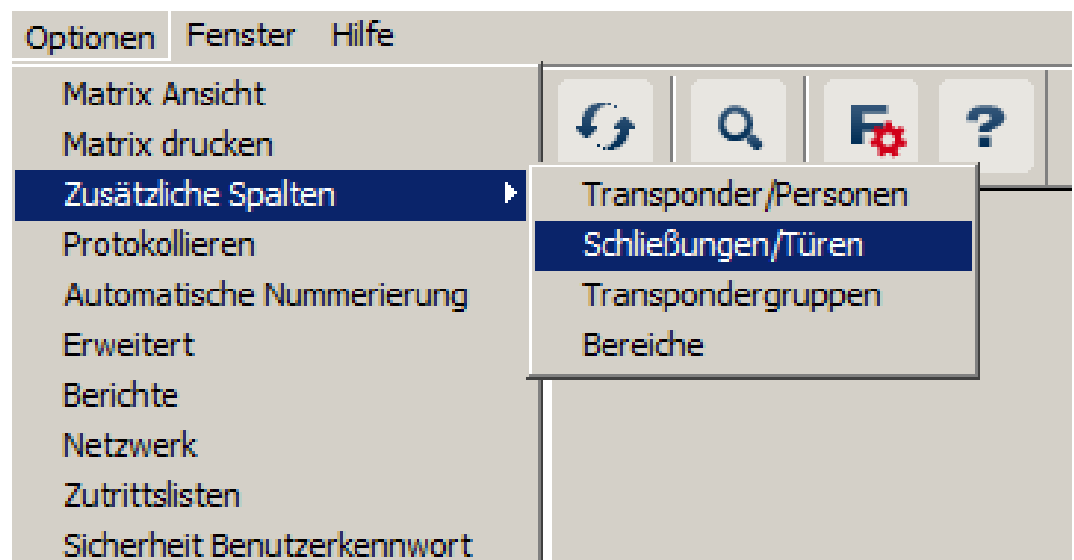 Optionen Fenster Hilfe
Matrix Ansicht
Matrix drucken
Zusätzliche Spalten
Protokollieren
Automatische Nummerierung
Erweitert
Berichte
Netzwerk
Zutrittslisten
Sicherheit Benutzerkennwort
F ?
Transponder/Personen
Schließungen/Türen
Transpondergruppen
Bereiche